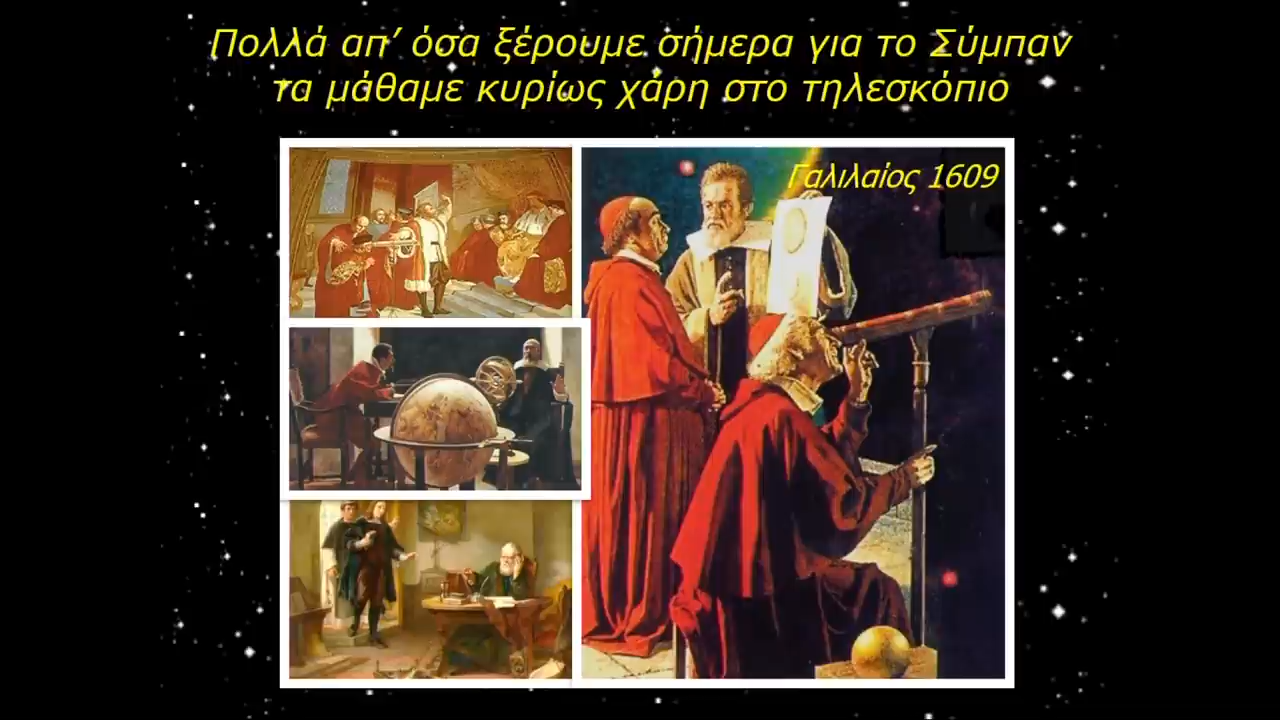 Πολλά απ’ όσα ξέρουμε σήμερα για το Σύμπαν
τα μάθαμε κυρίως χάρη στο τηλεσκόπιο
Γαλιλαίος 1609